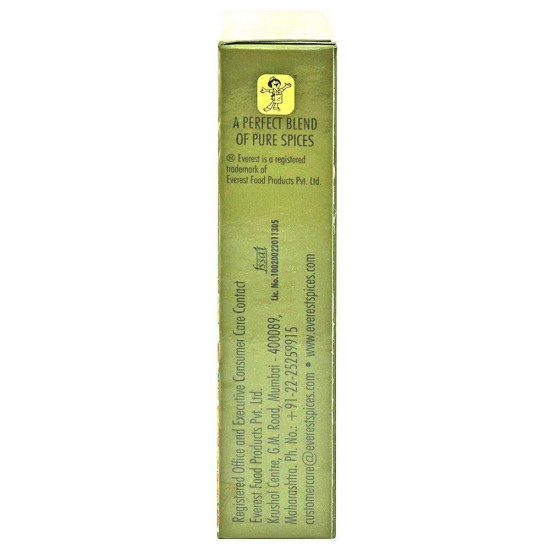 A PERFECT BLEND
OF PURE SPICES
® Everest is a registered
trademark of
Everest Food Products Pvt. Ltd.
fssai
Lic. No.10020022011305
Registered Office and Executive Consumer Care Contact
Everest Food Products Pvt. Ltd.
Krushal Centre, G.M. Road, Mumbai - 400089,
Maharashtra. Ph. No.: +91-22-25259915
customercare@everestspices.com • www.everestspices.com